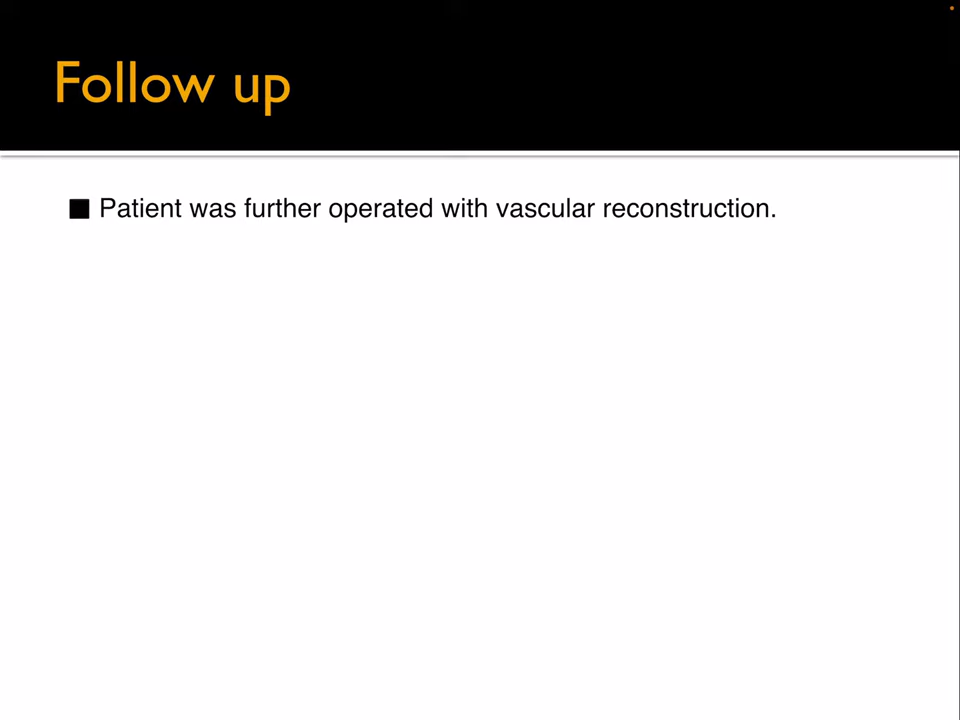 Follow up
Patient was further operated with vascular reconstruction.